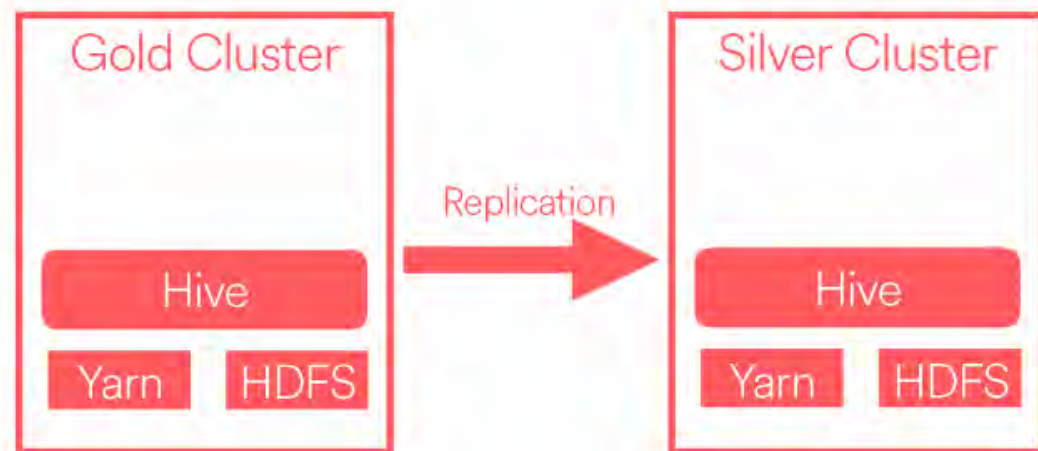 Gold Cluster
Silver Cluster
Replication
Hive
Hive
Yarn
HDFS
Yarn
HDFS